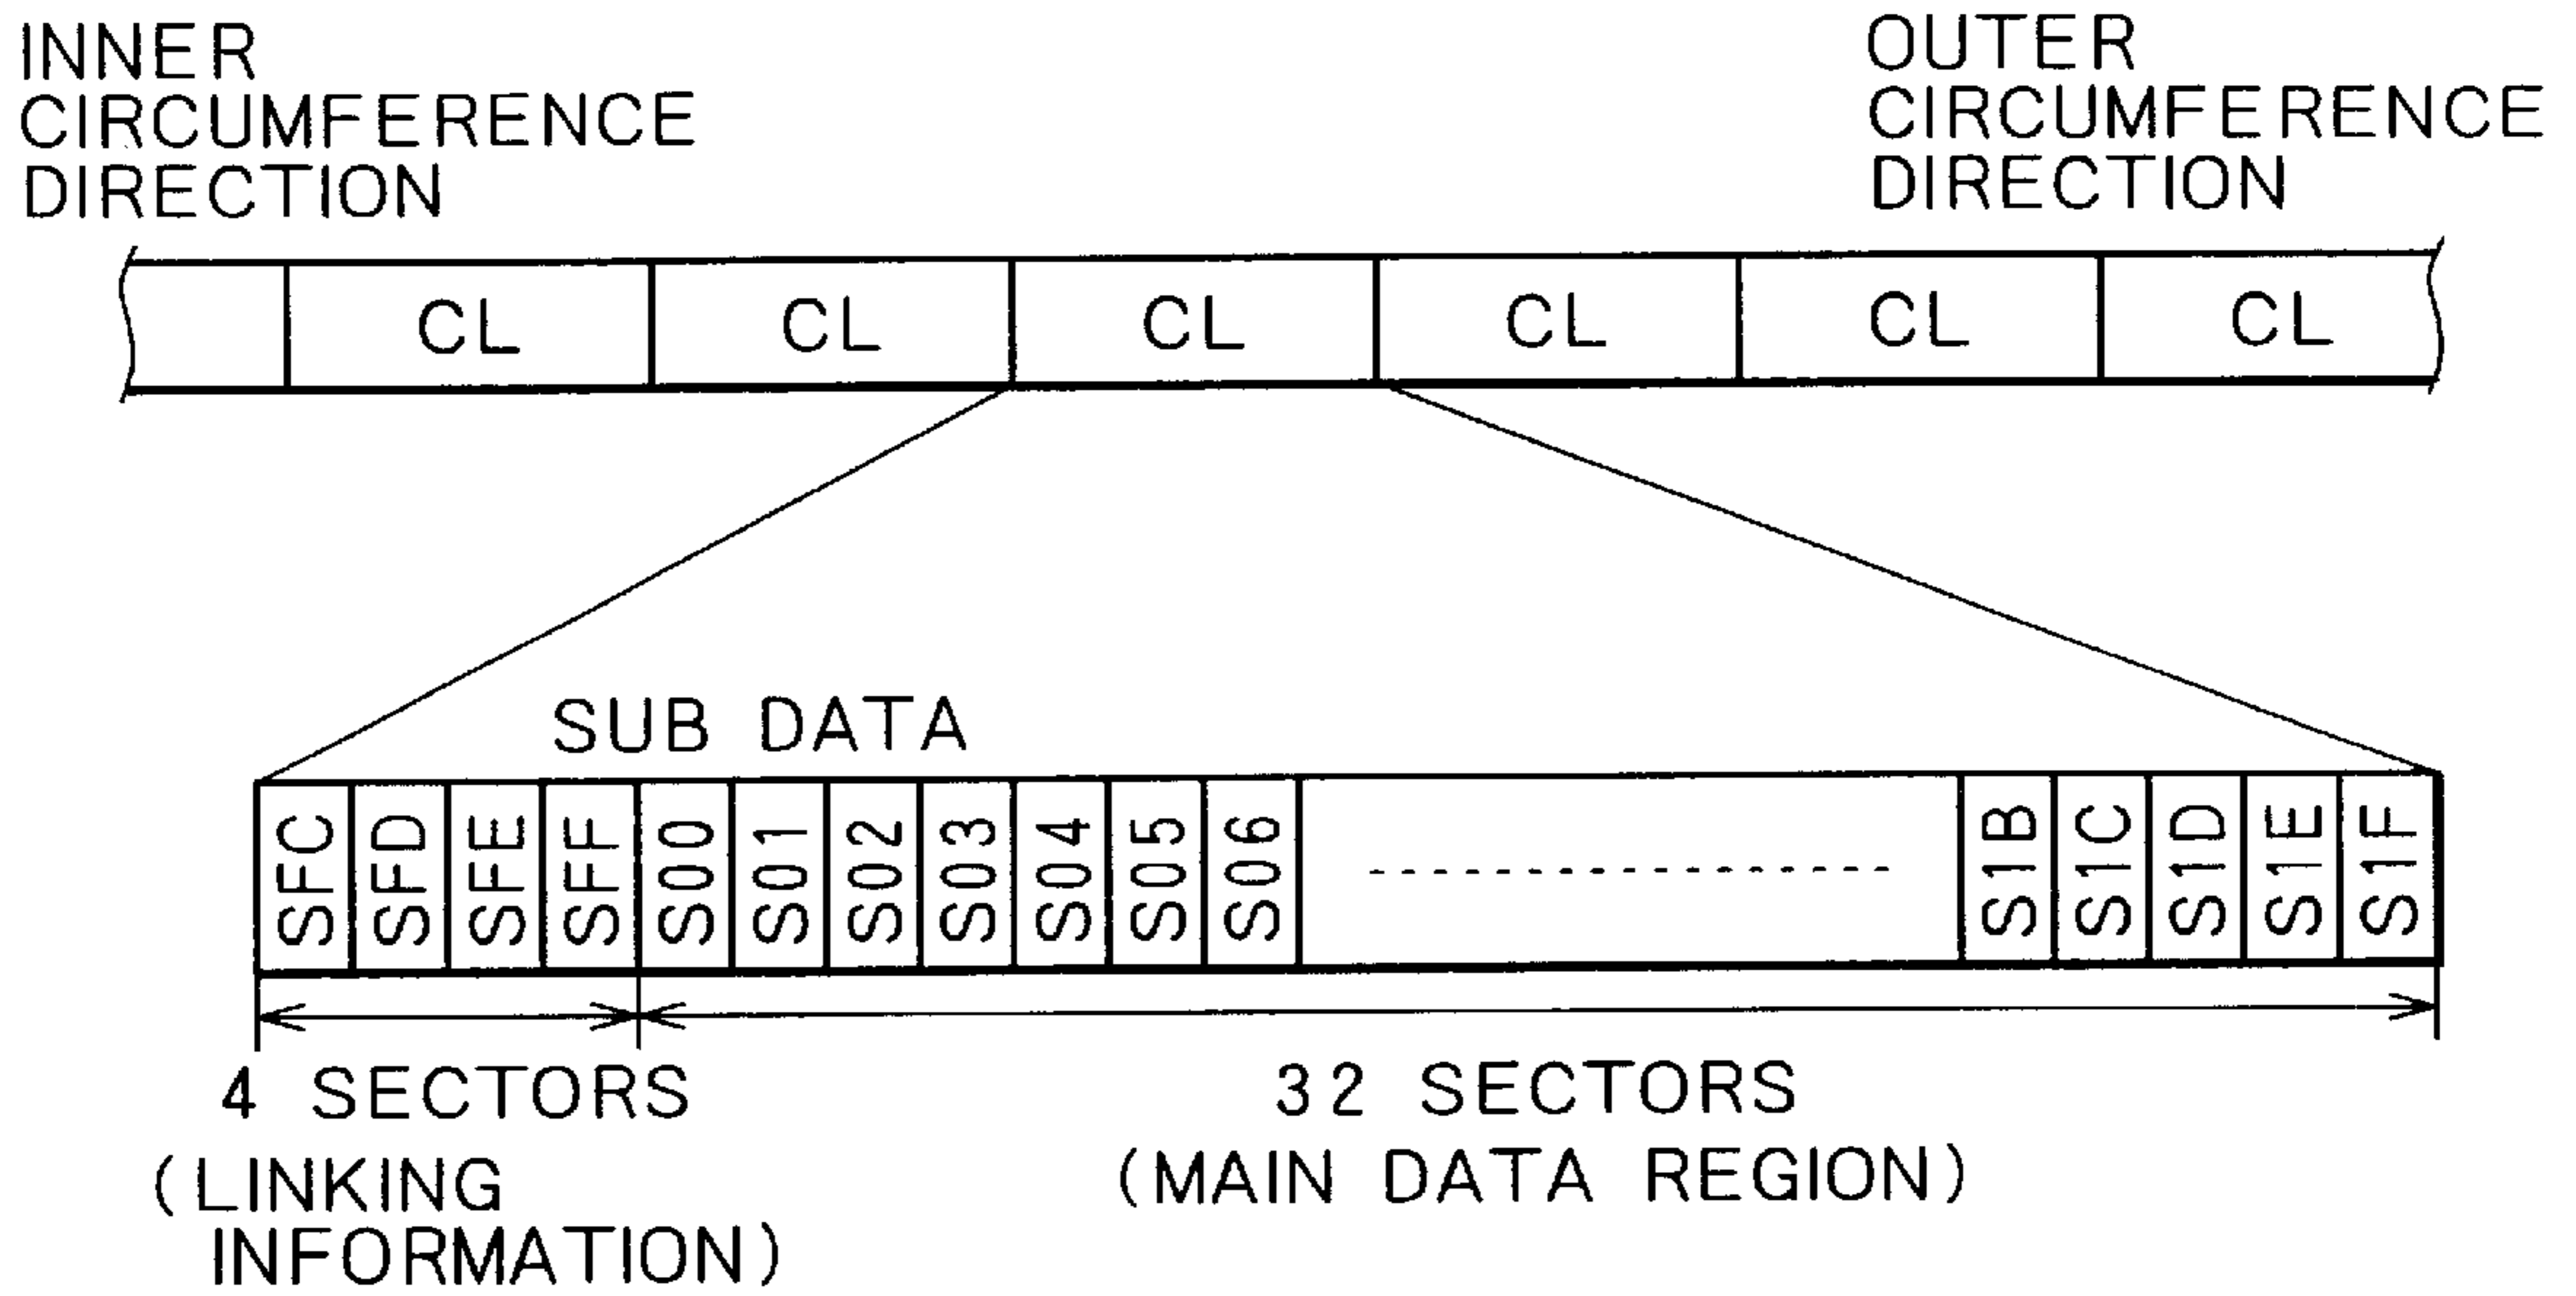 INNER
CIRCUMFERENCE
DIRECTION
OUTER
CIRCUMFERENCE
DIRECTION
CL CL CL CL CL CL
SUB DATA
SFC SFD SFE SFF S00 S01 S02 S03 S04 S05 S06 S1B S1C S1D S1E S1F
4 SECTORS
(LINKING
INFORMATION)
32 SECTORS
(MAIN DATA REGION)